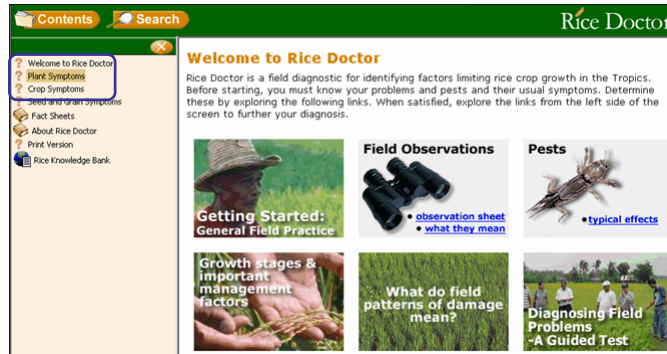 Contents Search Rice Doctor
Welcome to Rice Doctor
Plant Symptoms
Crop Symptoms
Seed and Grain Symptoms
Fact Sheets
About Rice Doctor
Print Version
Rice Knowledge Bank
Welcome to Rice Doctor
Rice Doctor is a field diagnostic for identifying factors limiting rice crop growth in the Tropics.
Before starting, you must know your problems and pests and their usual symptoms. Determine
these by exploring the following links. When satisfied, explore the links from the left side of the
screen to further your diagnosis.
Getting Started:
General Field Practice
Field Observations
• observation sheet
• what they mean
Pests
• typical effects
Growth stages &
important
management
factors
What do field
patterns of damage
mean?
Diagnosing Field
Problems
-A Guided Test